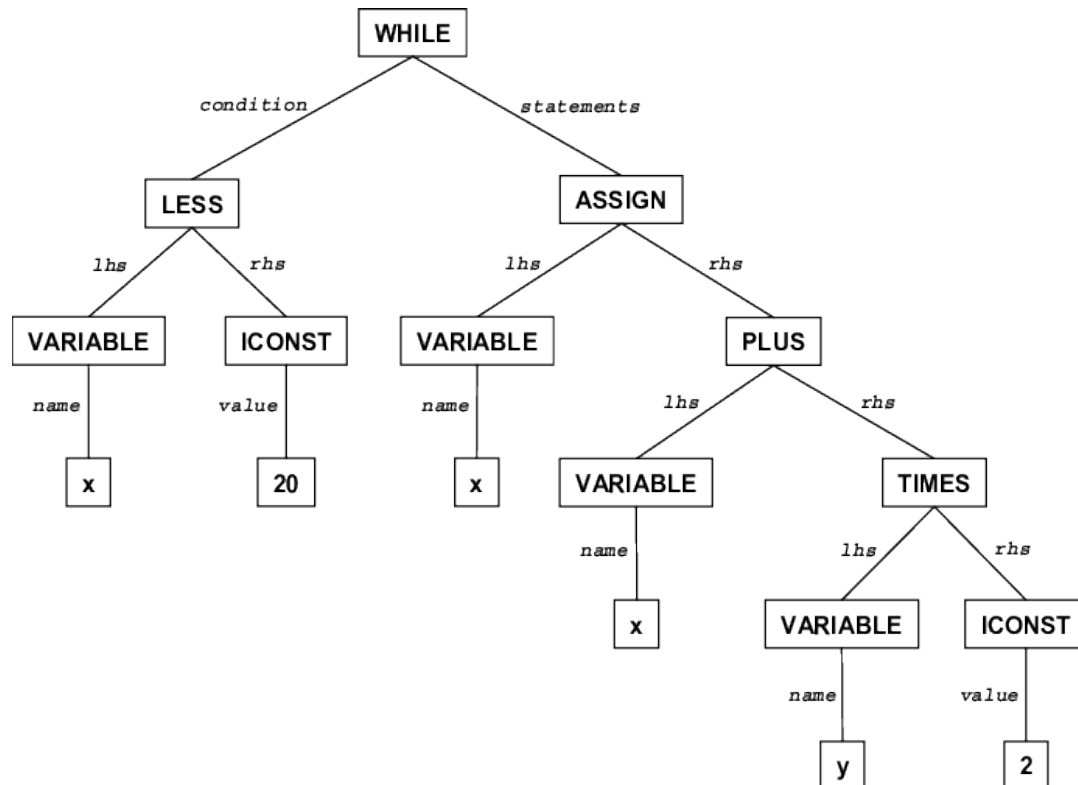 WHILE
condition statements
LESS ASSIGN
lhs rhs lhs rhs
VARIABLE ICONST VARIABLE PLUS
name value name lhs rhs
x 20 x VARIABLE TIMES
name lhs rhs
x VARIABLE ICONST
name value
y 2